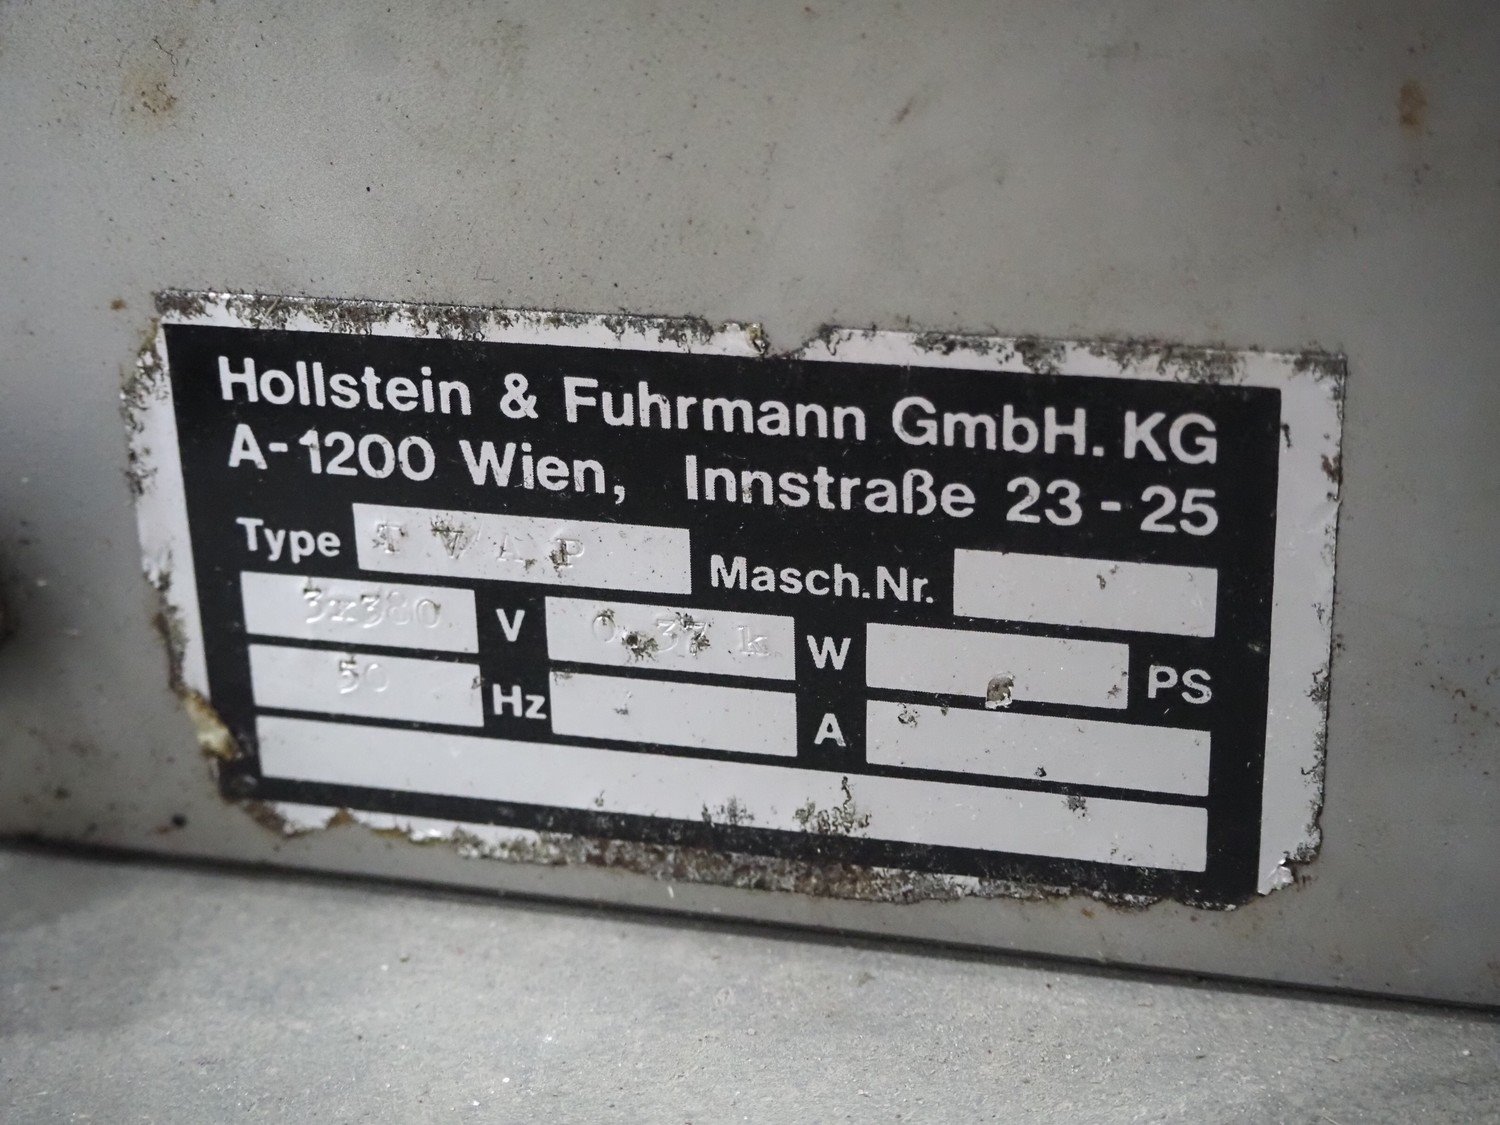 Hollstein & Fuhrmann GmbH. KG
A-1200 Wien, Innstraße 23-25
Type T V A P Masch.Nr.
3x380 V 0,37 k W PS
50 Hz A